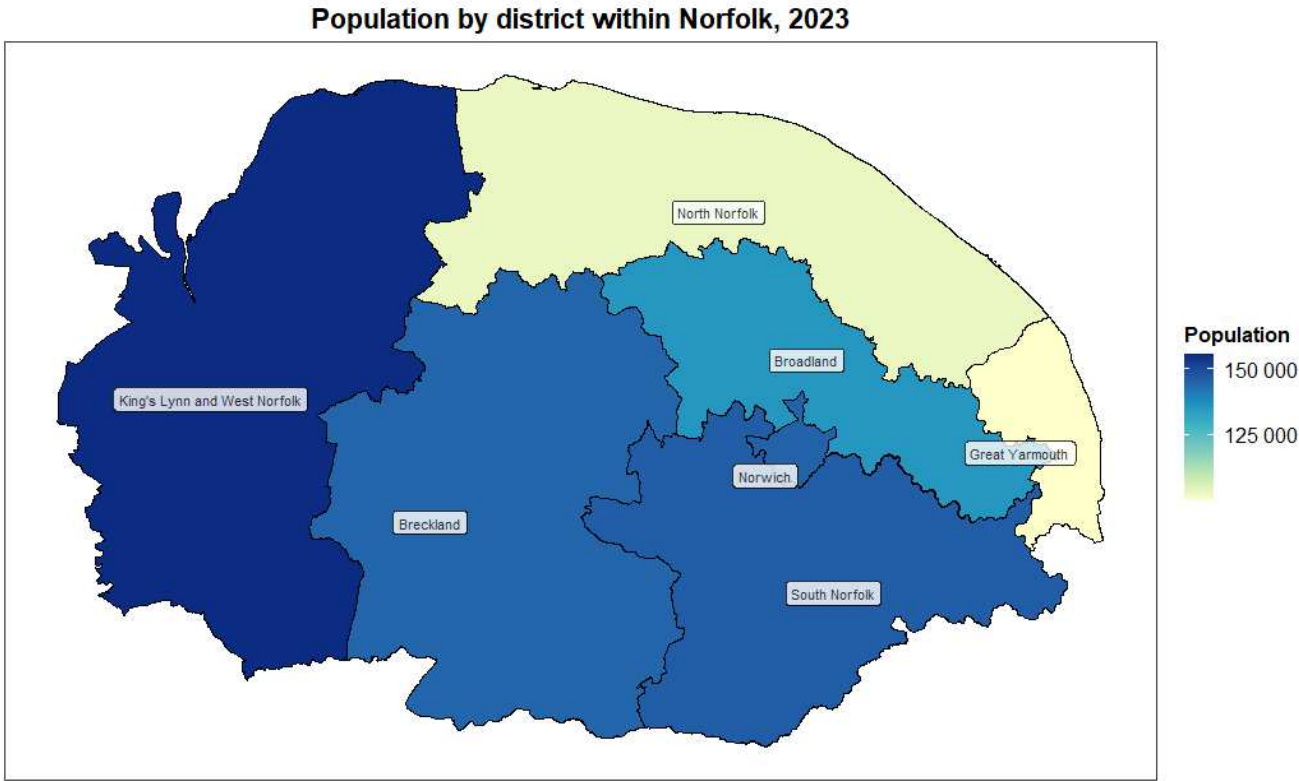 Population by district within Norfolk, 2023
North Norfolk
Broadland
King's Lynn and West Norfolk
Great Yarmouth
Norwich
Breckland
South Norfolk
Population
150 000
125 000